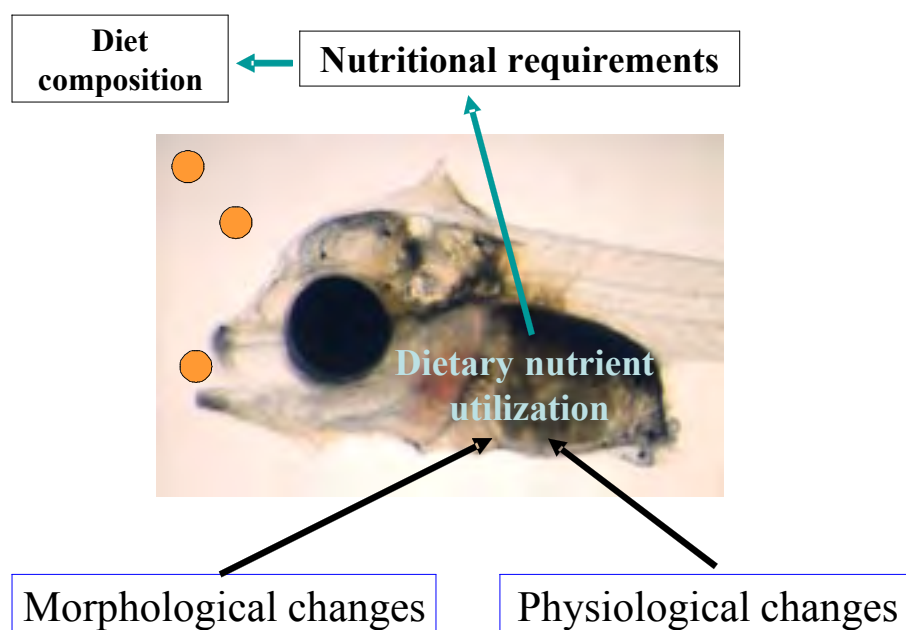 Diet
composition
Nutritional requirements
Dietary nutrient
utilization
Morphological changes
Physiological changes